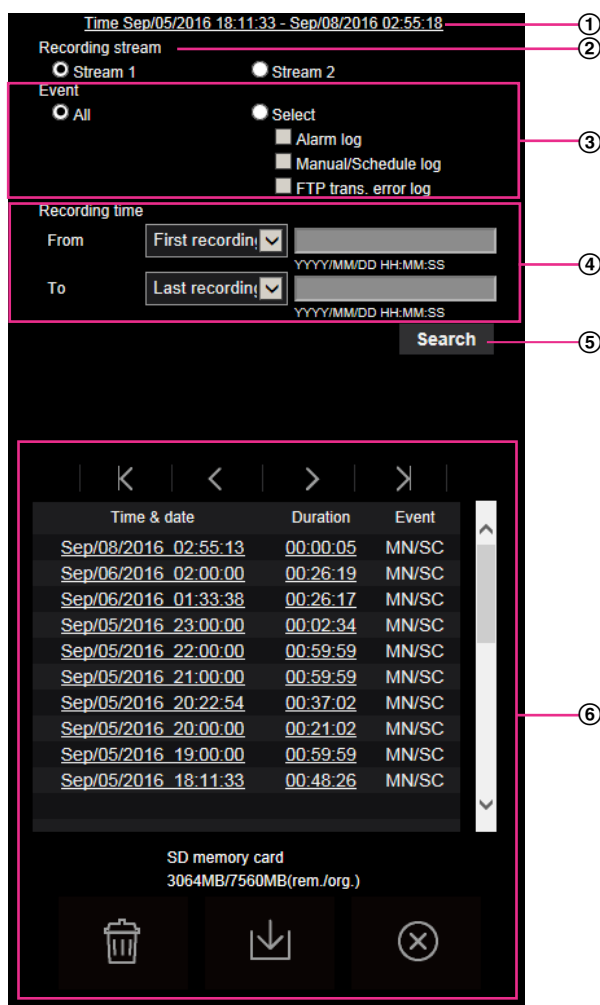 Time Sep/05/2016 18:11:33 - Sep/08/2016 02:55:18 ①
Recording stream ②
Stream 1 Stream 2
Event
All Select
Alarm log
③
Manual/Schedule log
FTP trans. error log
Recording time
From First recordin
YYYY/MM/DD HH:MM:SS
④
To Last recording
YYYY/MM/DD HH:MM:SS
Search ⑤
Time & date Duration Event
Sep/08/2016 02:55:13 00:00:05 MN/SC
Sep/06/2016 02:00:00 00:26:19 MN/SC
Sep/06/2016 01:33:38 00:26:17 MN/SC
Sep/05/2016 23:00:00 00:02:34 MN/SC
Sep/05/2016 22:00:00 00:59:59 MN/SC
Sep/05/2016 21:00:00 00:59:59 MN/SC
Sep/05/2016 20:22:54 00:37:02 MN/SC
⑥
Sep/05/2016 20:00:00 00:21:02 MN/SC
Sep/05/2016 19:00:00 00:59:59 MN/SC
Sep/05/2016 18:11:33 00:48:26 MN/SC
SD memory card
3064MB/7560MB(rem./org.)